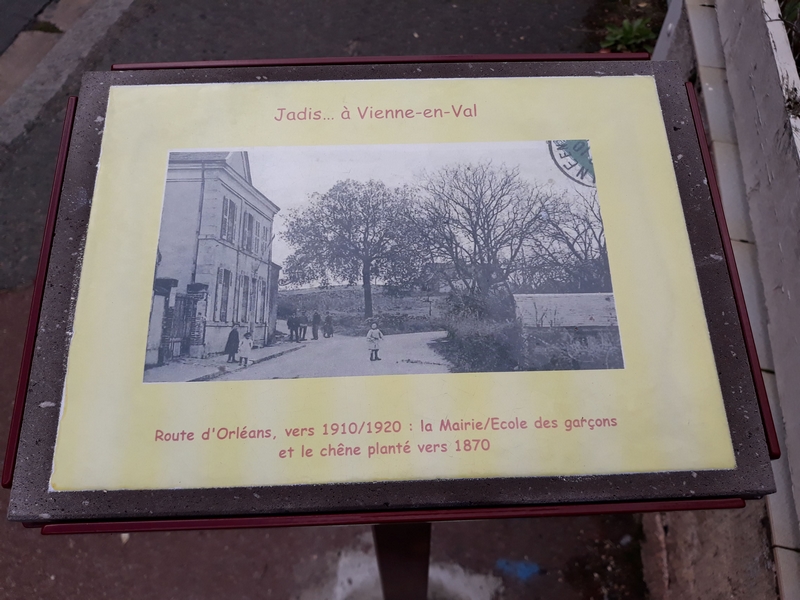 Jadis... à Vienne-en-Val
Route d'Orléans, vers 1910/1920 : la Mairie/Ecole des garçons
et le chêne planté vers 1870